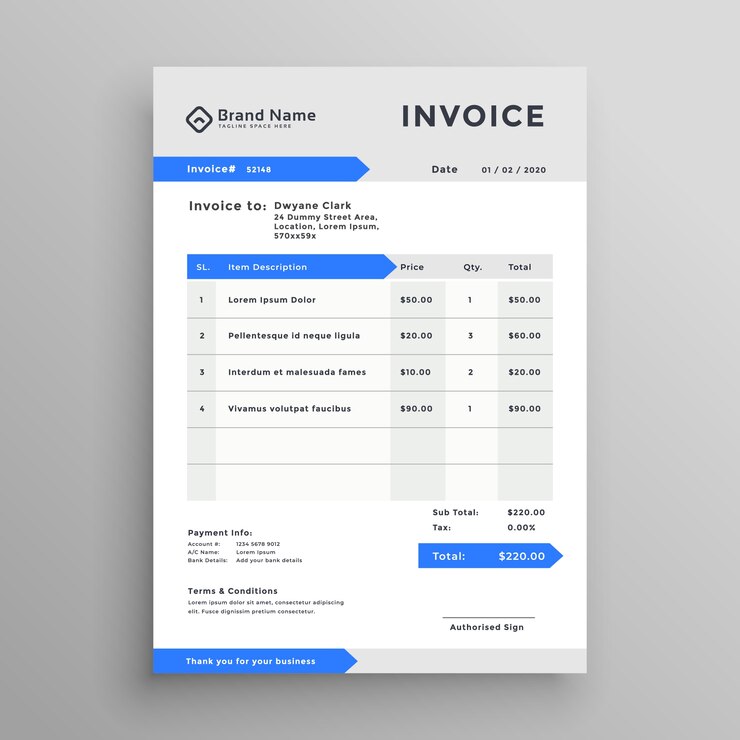 Brand Name
TAGLINE SPACE HERE
INVOICE
Invoice# 52148
Date 01 / 02 / 2020
Invoice to: Dwyane Clark
24 Dummy Street Area,
Location, Lorem Ipsum,
570xx59x
SL. Item Description Price Qty. Total
1 Lorem Ipsum Dolor $50.00 1 $50.00
2 Pellentesque id neque ligula $20.00 3 $60.00
3 Interdum et malesuada fames $10.00 2 $20.00
4 Vivamus volutpat faucibus $90.00 1 $90.00
Sub Total: $220.00
Tax: 0.00%
Total: $220.00
Payment Info:
Account #: 1234 5678 9012
A/C Name: Lorem Ipsum
Bank Details: Add your bank details
Terms & Conditions
Lorem ipsum dolor sit amet, consectetur adipiscing
elit. Fusce dignissim pretium consectetur.
Authorised Sign
Thank you for your business